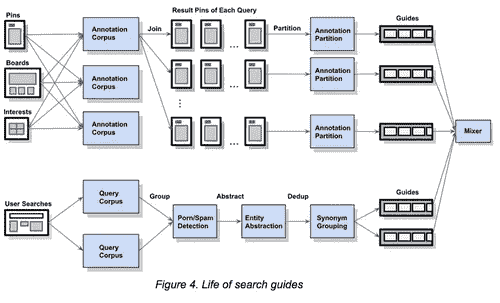 Pins
Boards
Interests
Annotation
Corpus
Annotation
Corpus
Annotation
Corpus
Join
Result Pins of Each Query
...
...
...
...
Partition
Annotation
Partition
Annotation
Partition
Annotation
Partition
Guides
Mixer
User Searches
Query
Corpus
Query
Corpus
Group
Porn/Spam
Detection
Abstract
Entity
Abstraction
Dedup
Synonym
Grouping
Guides
Figure 4. Life of search guides